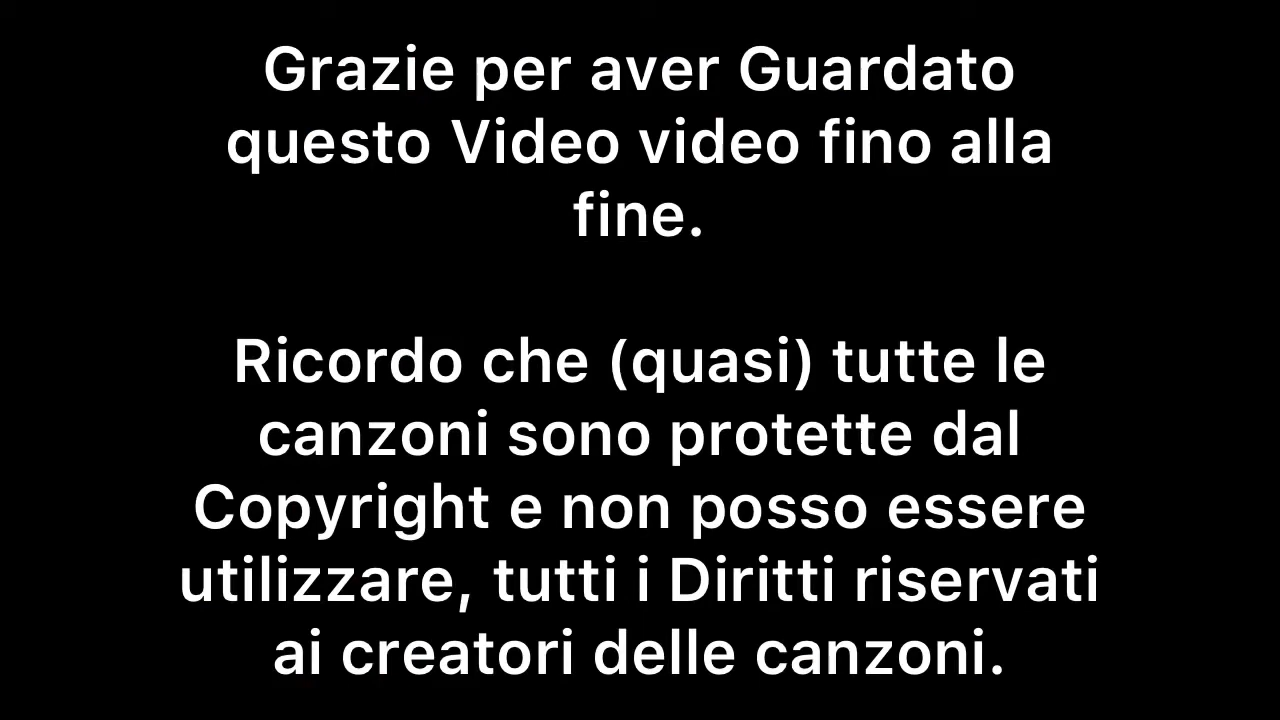 Grazie per aver Guardato
questo Video video fino alla
fine.
Ricordo che (quasi) tutte le
canzoni sono protette dal
Copyright e non posso essere
utilizzare, tutti i Diritti riservati
ai creatori delle canzoni.